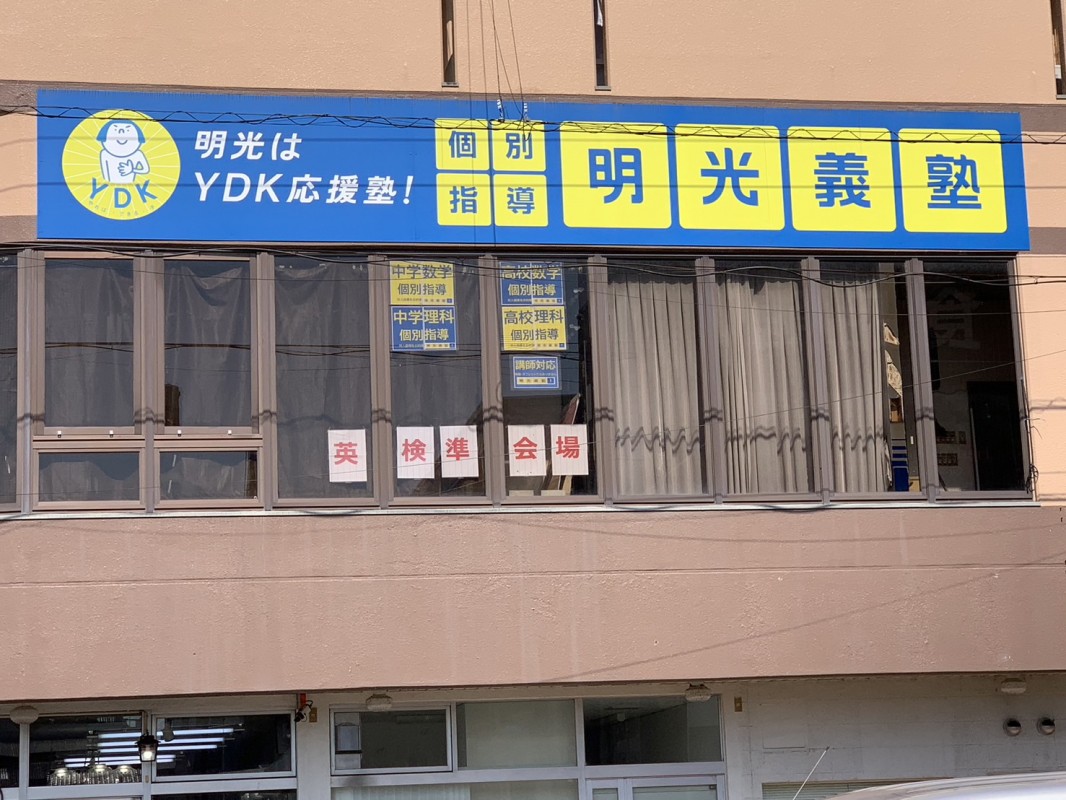 明光は
YDK応援塾!
個別
指導
明光義塾
YDK
中学数学
個別指導
中学理科
個別指導
高校数学
個別指導
高校理科
個別指導
講師対応
英検準会場